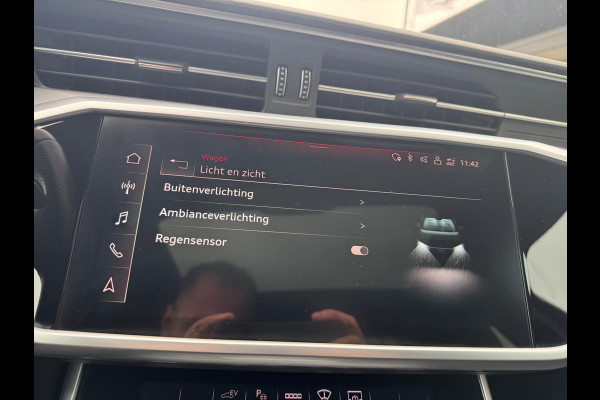 Wagen
11:42
Licht en zicht
Buitenverlichting
Ambianceverlichting
Regensensor
EV